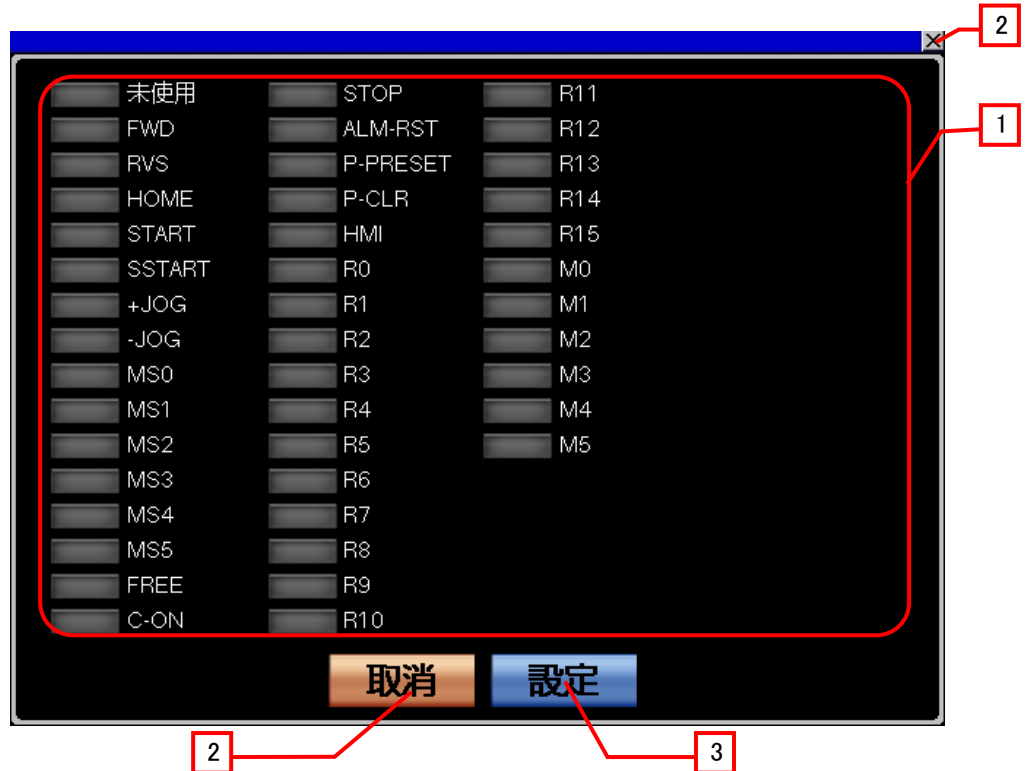 2
未使用 STOP R11
FWD ALM-RST R12
1
RVS P-PRESET R13
HOME P-CLR R14
START HMI R15
SSTART R0 M0
+JOG R1 M1
-JOG R2 M2
MS0 R3 M3
MS1 R4 M4
MS2 R5 M5
MS3 R6
MS4 R7
MS5 R8
FREE R9
C-ON R10
取消 設定
2 3